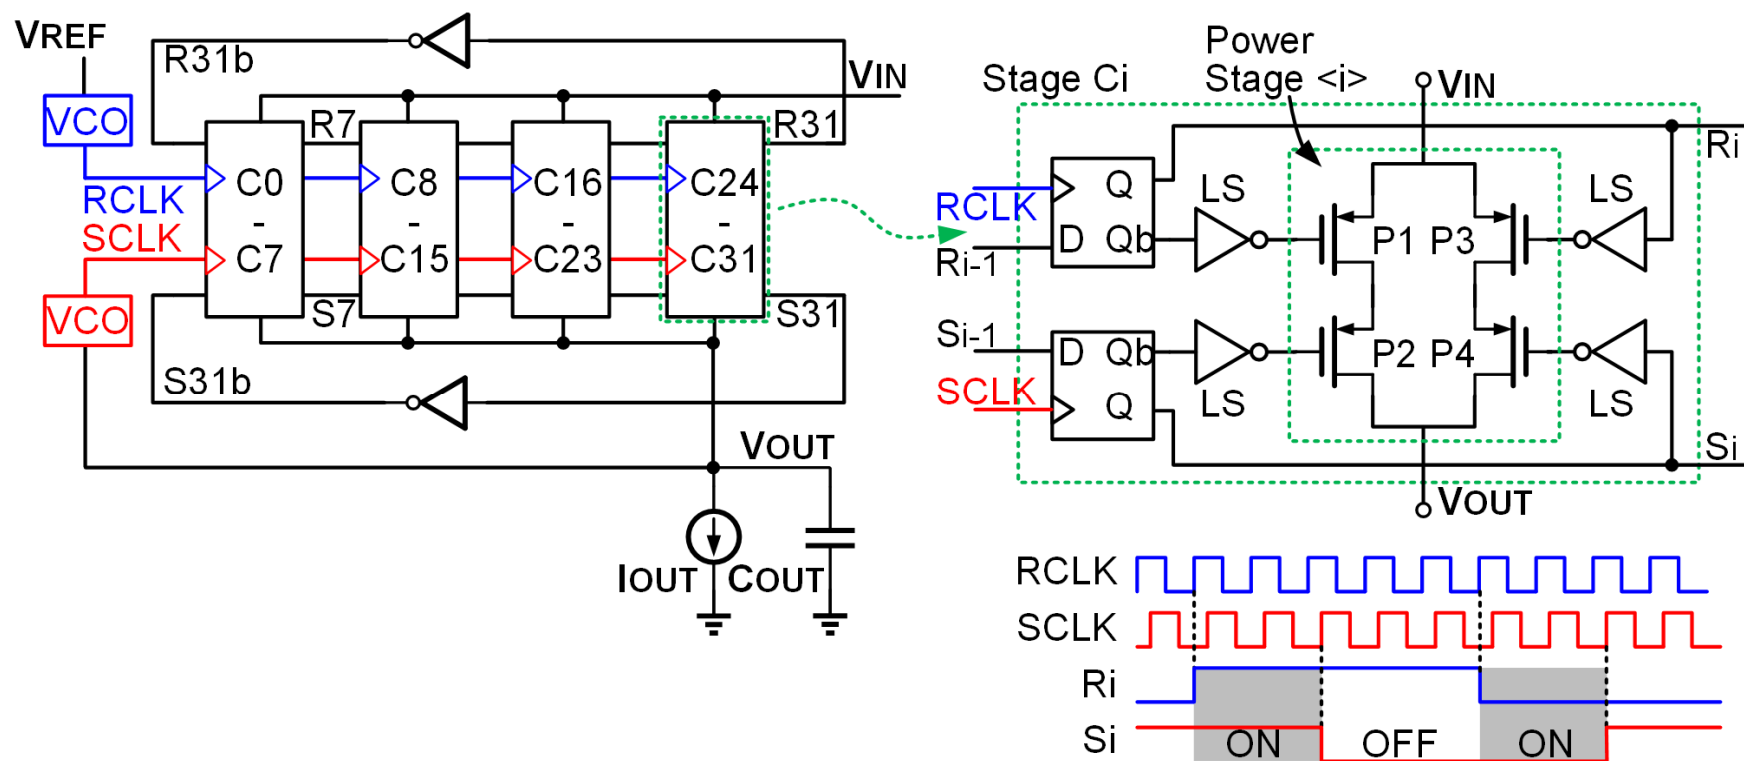 VREF
R31b
VIN
VCO
R7
R31
C0
-
C7
C8
-
C15
C16
-
C23
C24
-
C31
RCLK
SCLK
VCO
S7
S31
S31b
VOUT
IOUT
COUT
Power
Stage <i>
Stage Ci
VIN
Ri
Q
LS
LS
RCLK
D
Qb
P1
P3
Ri-1
Si-1
D
Qb
P2
P4
SCLK
Q
LS
LS
Si
VOUT
RCLK
SCLK
Ri
Si
ON
OFF
ON